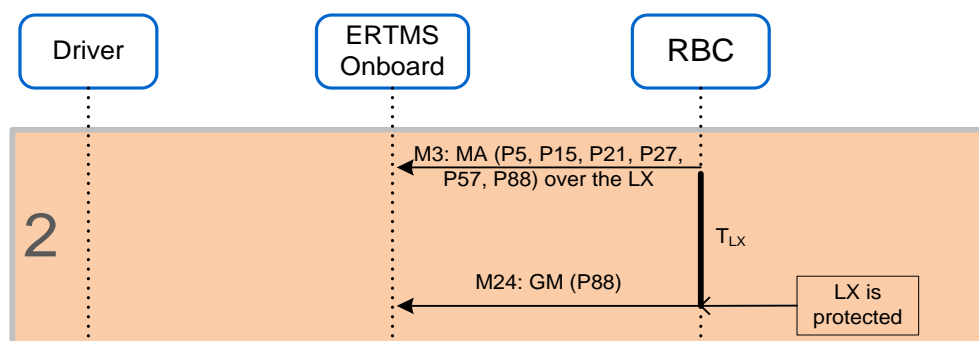 Driver
ERTMS
Onboard
RBC
M3: MA (P5, P15, P21, P27,
P57, P88) over the LX
2
TLX
M24: GM (P88)
LX is
protected